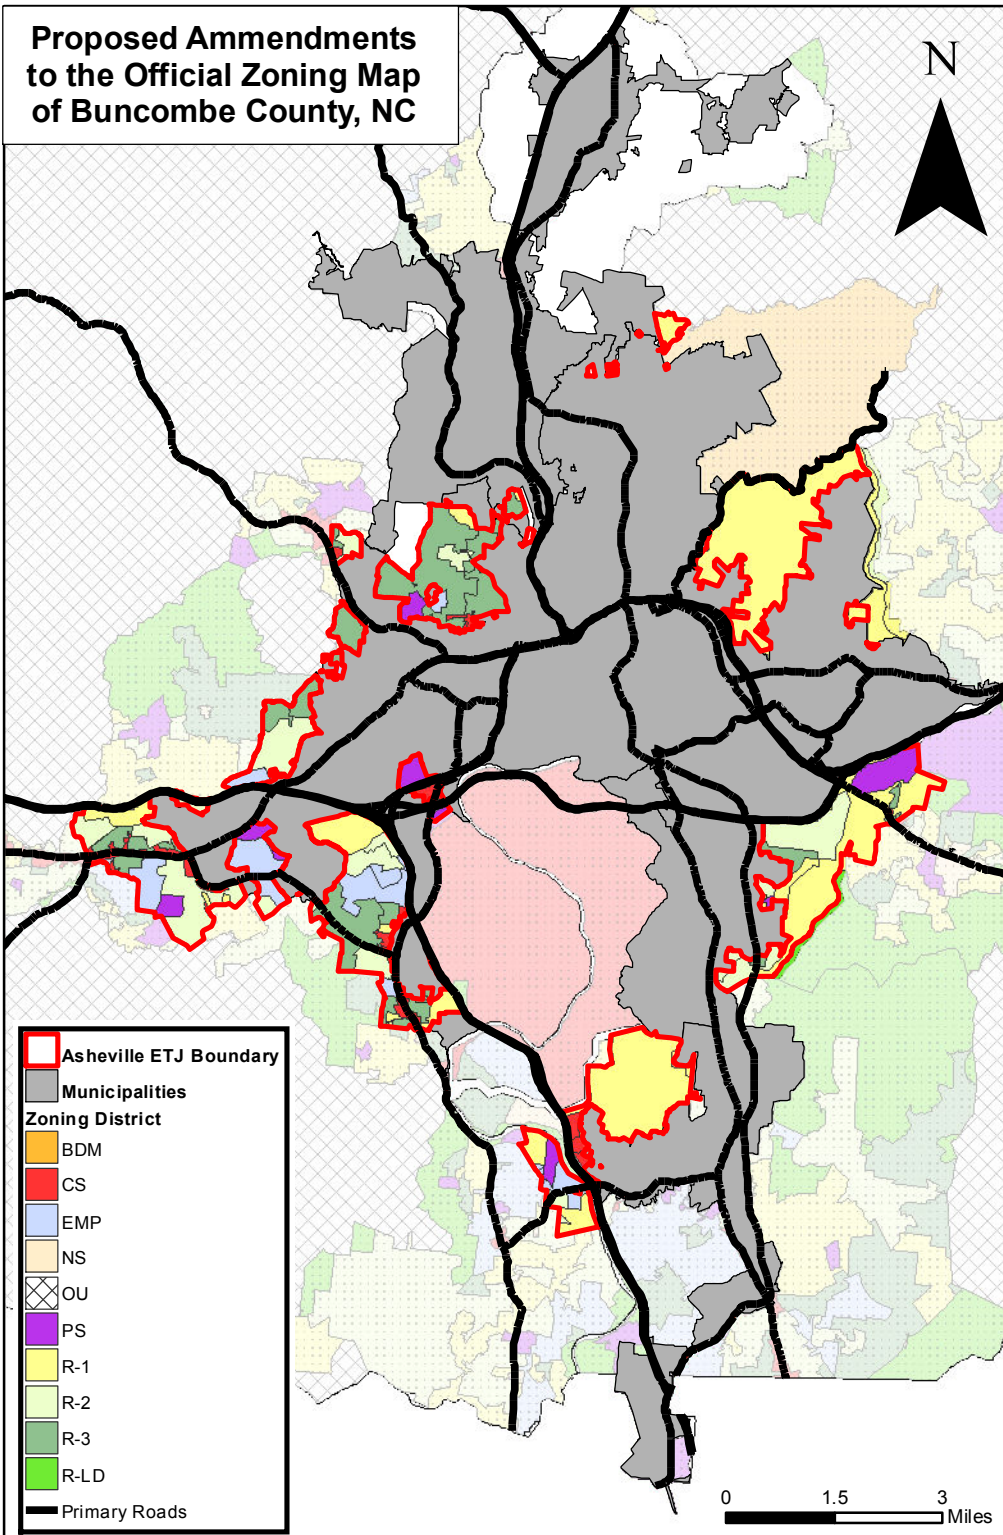 Proposed Ammendments
to the Official Zoning Map
of Buncombe County, NC
N
Asheville ETJ Boundary
Municipalities
Zoning District
BDM
CS
EMP
NS
OU
PS
R-1
R-2
R-3
R-LD
Primary Roads
0 1.5 3
Miles